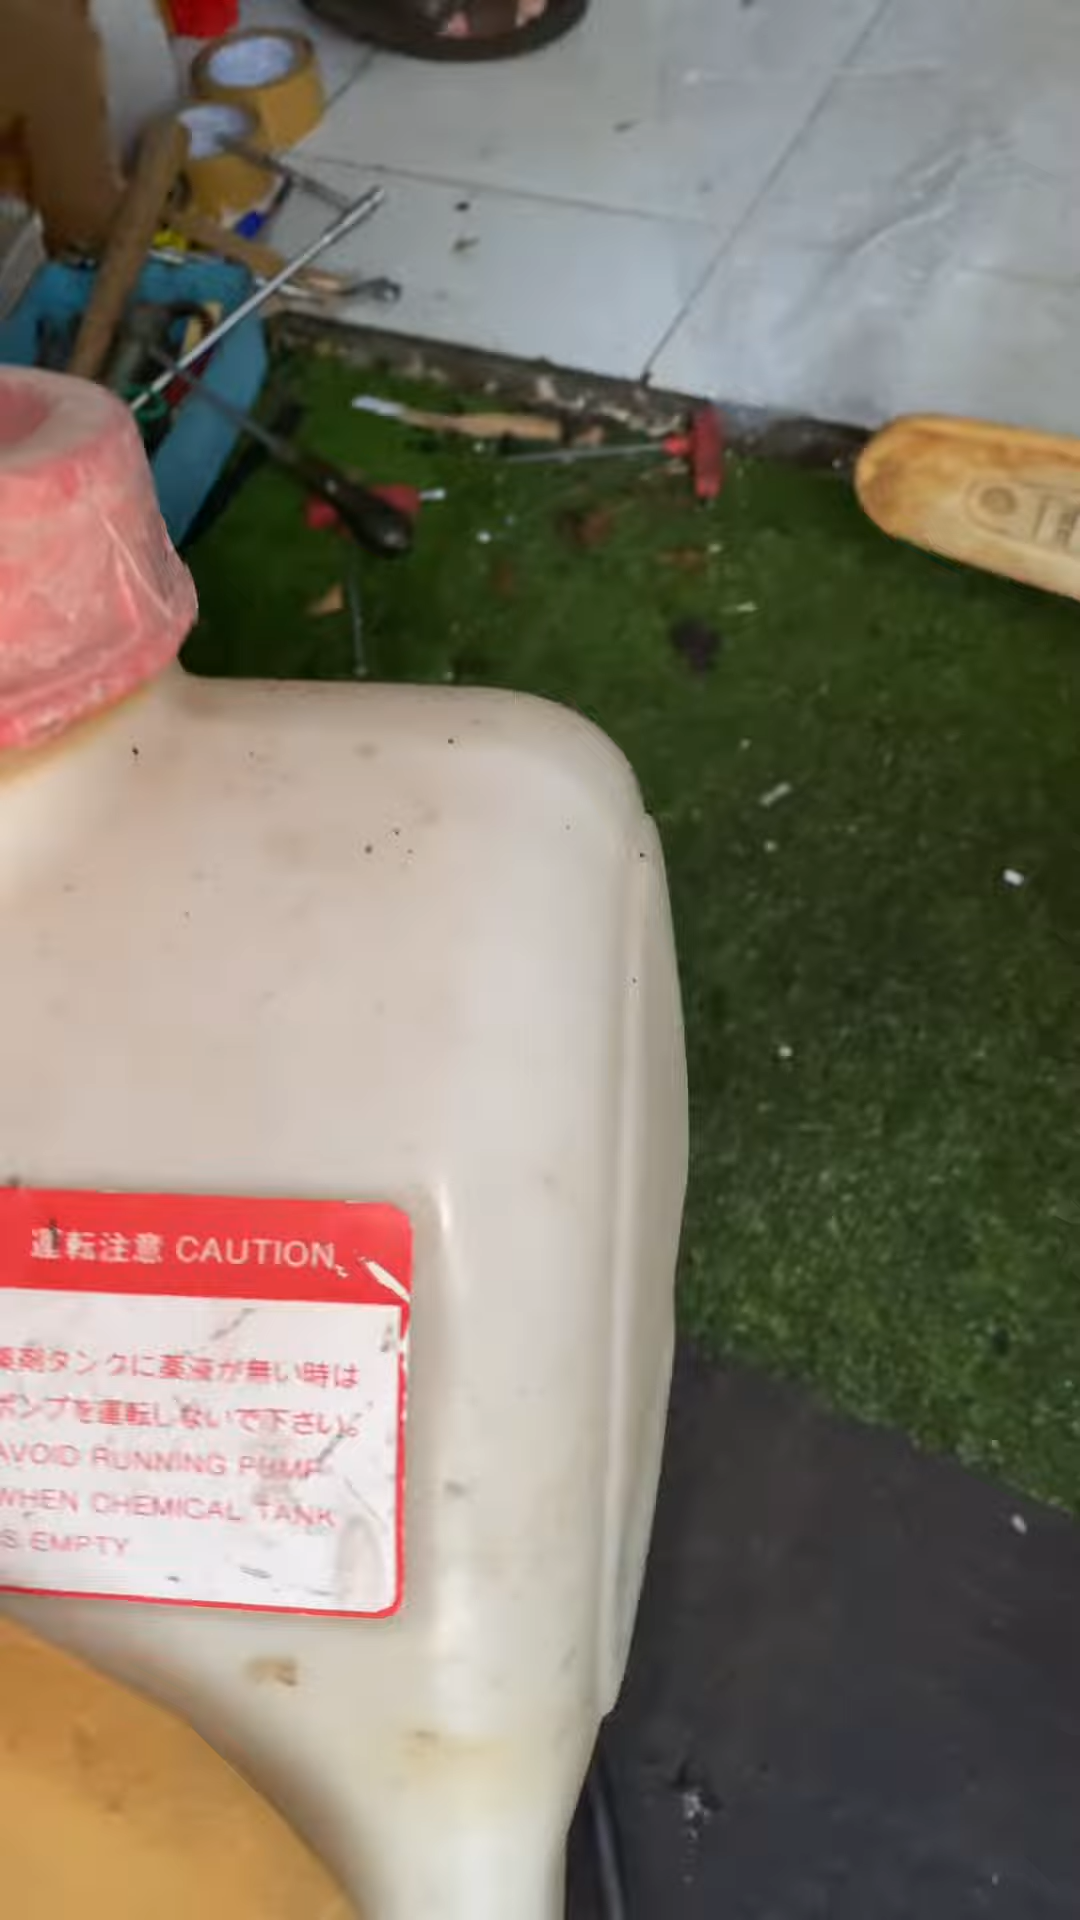 運転注意 CAUTION
薬剤タンクに薬液が無い時は
ポンプを運転しないで下さい。
AVOID RUNNING PUMP
WHEN CHEMICAL TANK
IS EMPTY